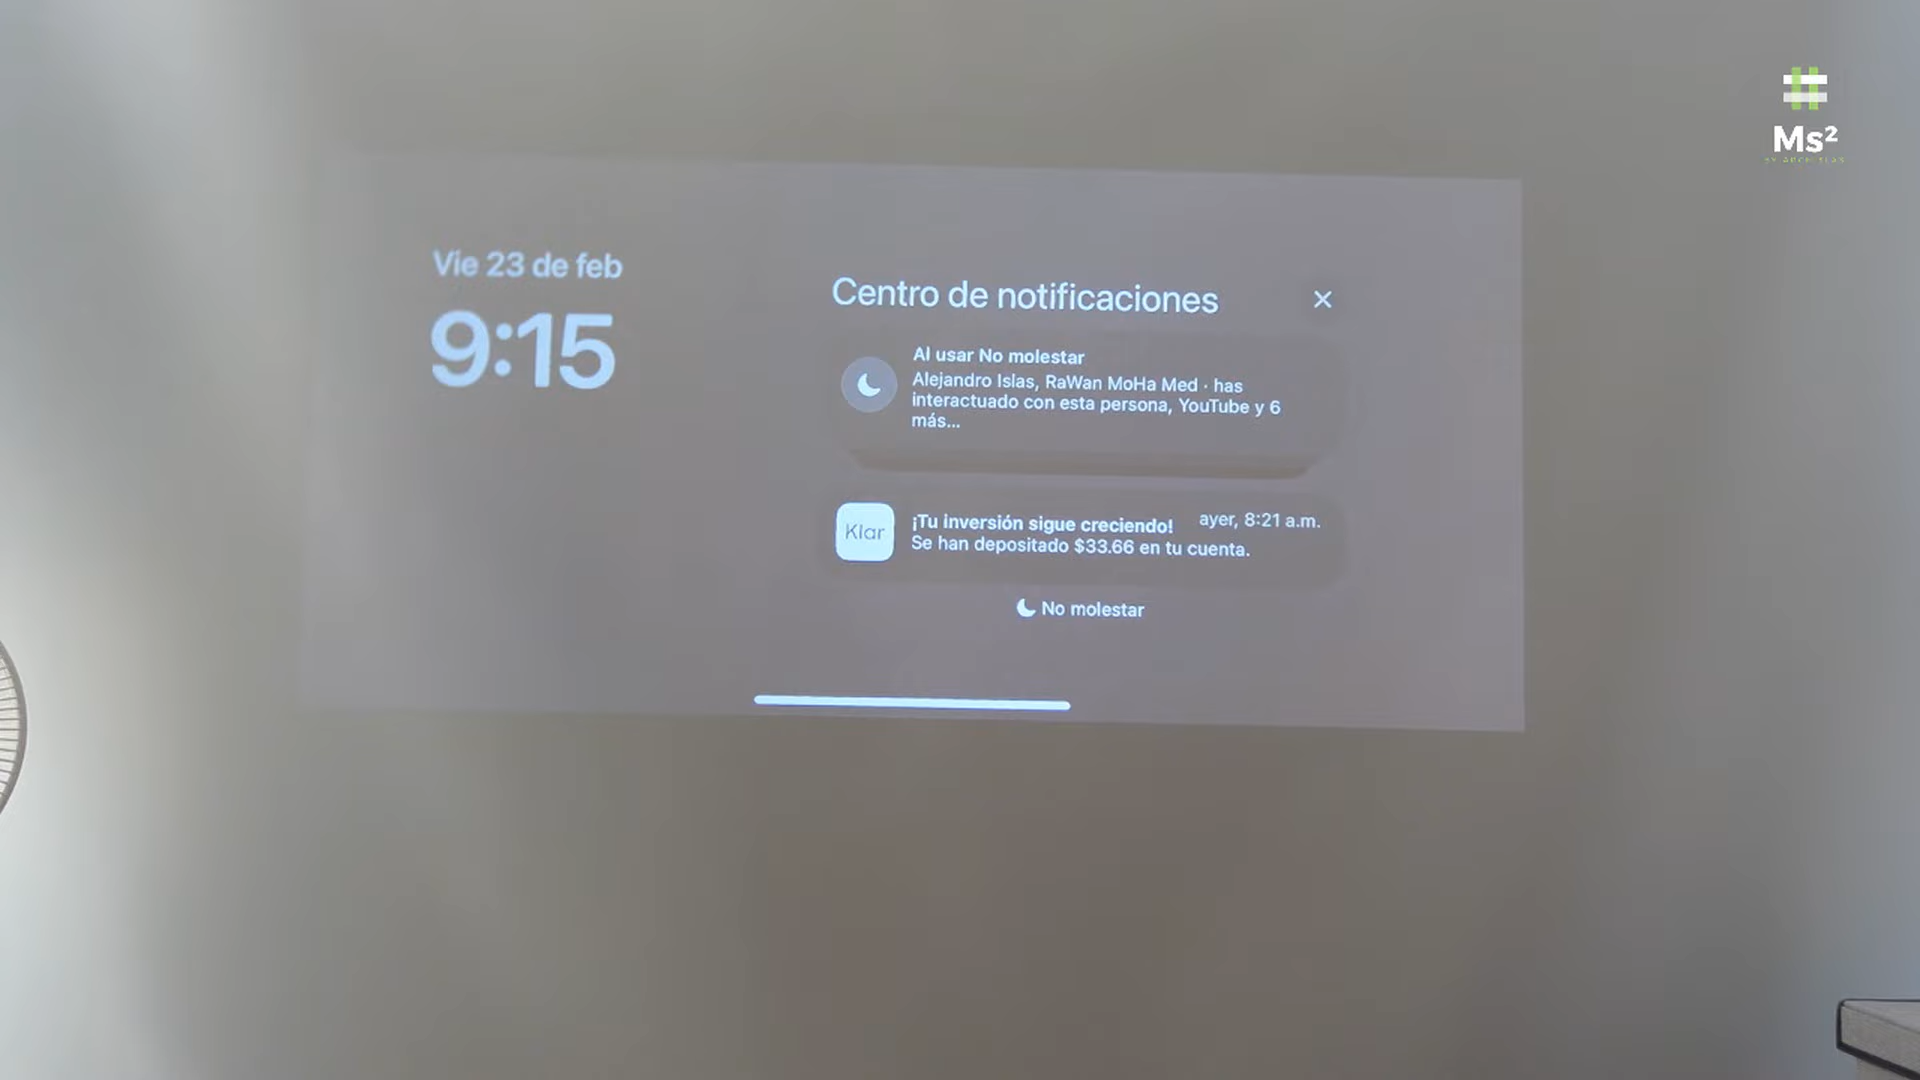 Ms²
Vie 23 de feb
9:15
Centro de notificaciones
Al usar No molestar
Alejandro Islas, RaWan MoHa Med · has
interactuado con esta persona, YouTube y 6
más...
Klar
¡Tu inversión sigue creciendo! ayer, 8:21 a.m.
Se han depositado $33.66 en tu cuenta.
No molestar